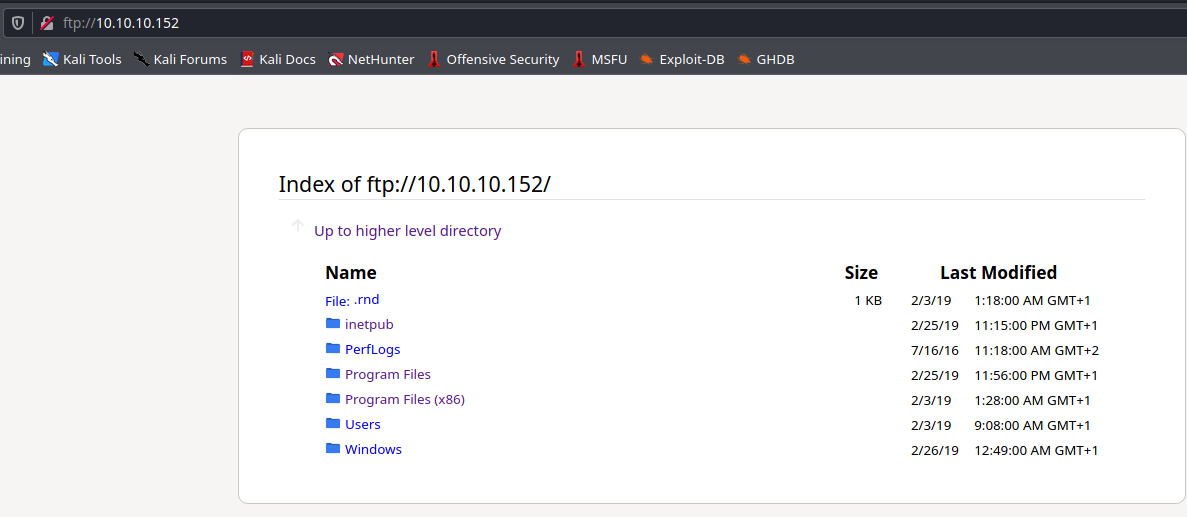 ftp://10.10.10.152
ining Kali Tools Kali Forums Kali Docs NetHunter Offensive Security MSFU Exploit-DB GHDB
Index of ftp://10.10.10.152/
Up to higher level directory
Name Size Last Modified
File: .rnd 1 KB 2/3/19 1:18:00 AM GMT+1
inetpub 2/25/19 11:15:00 PM GMT+1
PerfLogs 7/16/16 11:18:00 AM GMT+2
Program Files 2/25/19 11:56:00 PM GMT+1
Program Files (x86) 2/3/19 1:28:00 AM GMT+1
Users 2/3/19 9:08:00 AM GMT+1
Windows 2/26/19 12:49:00 AM GMT+1